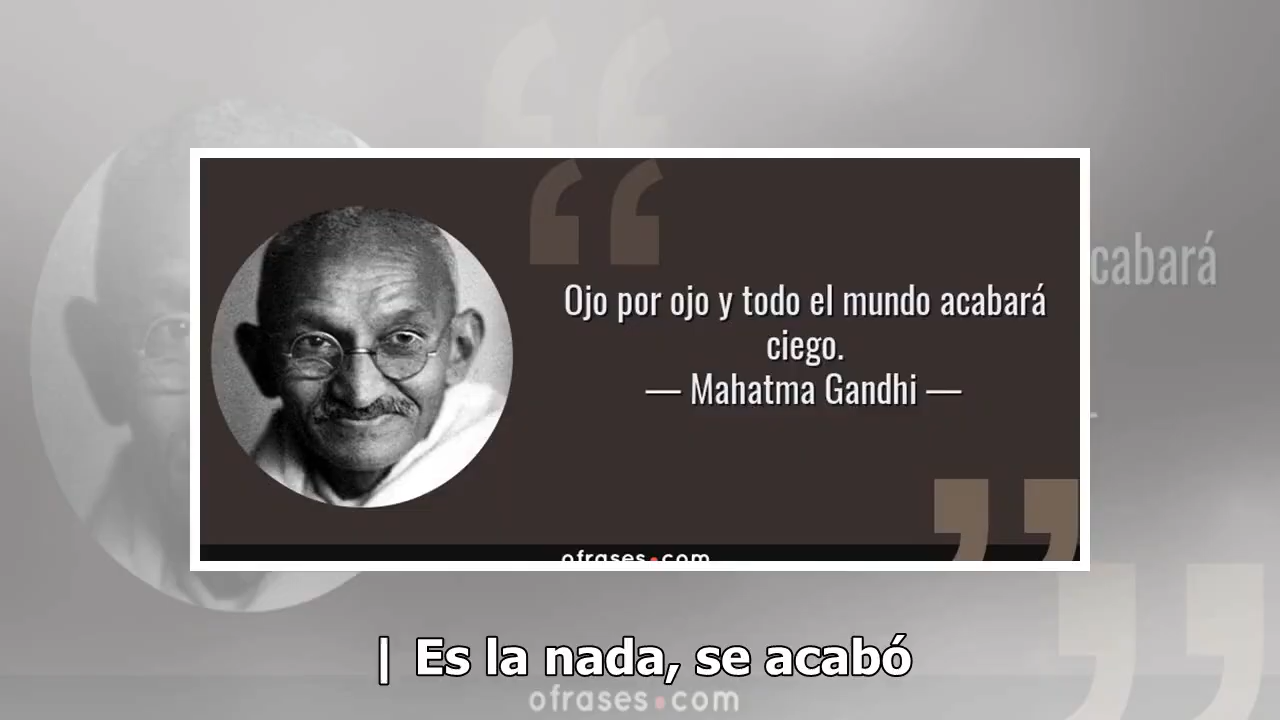 Ojo por ojo y todo el mundo acabará
ciego.
— Mahatma Gandhi —
ofrases.com
acabará
| Es la nada, se acabó
ofrases.com